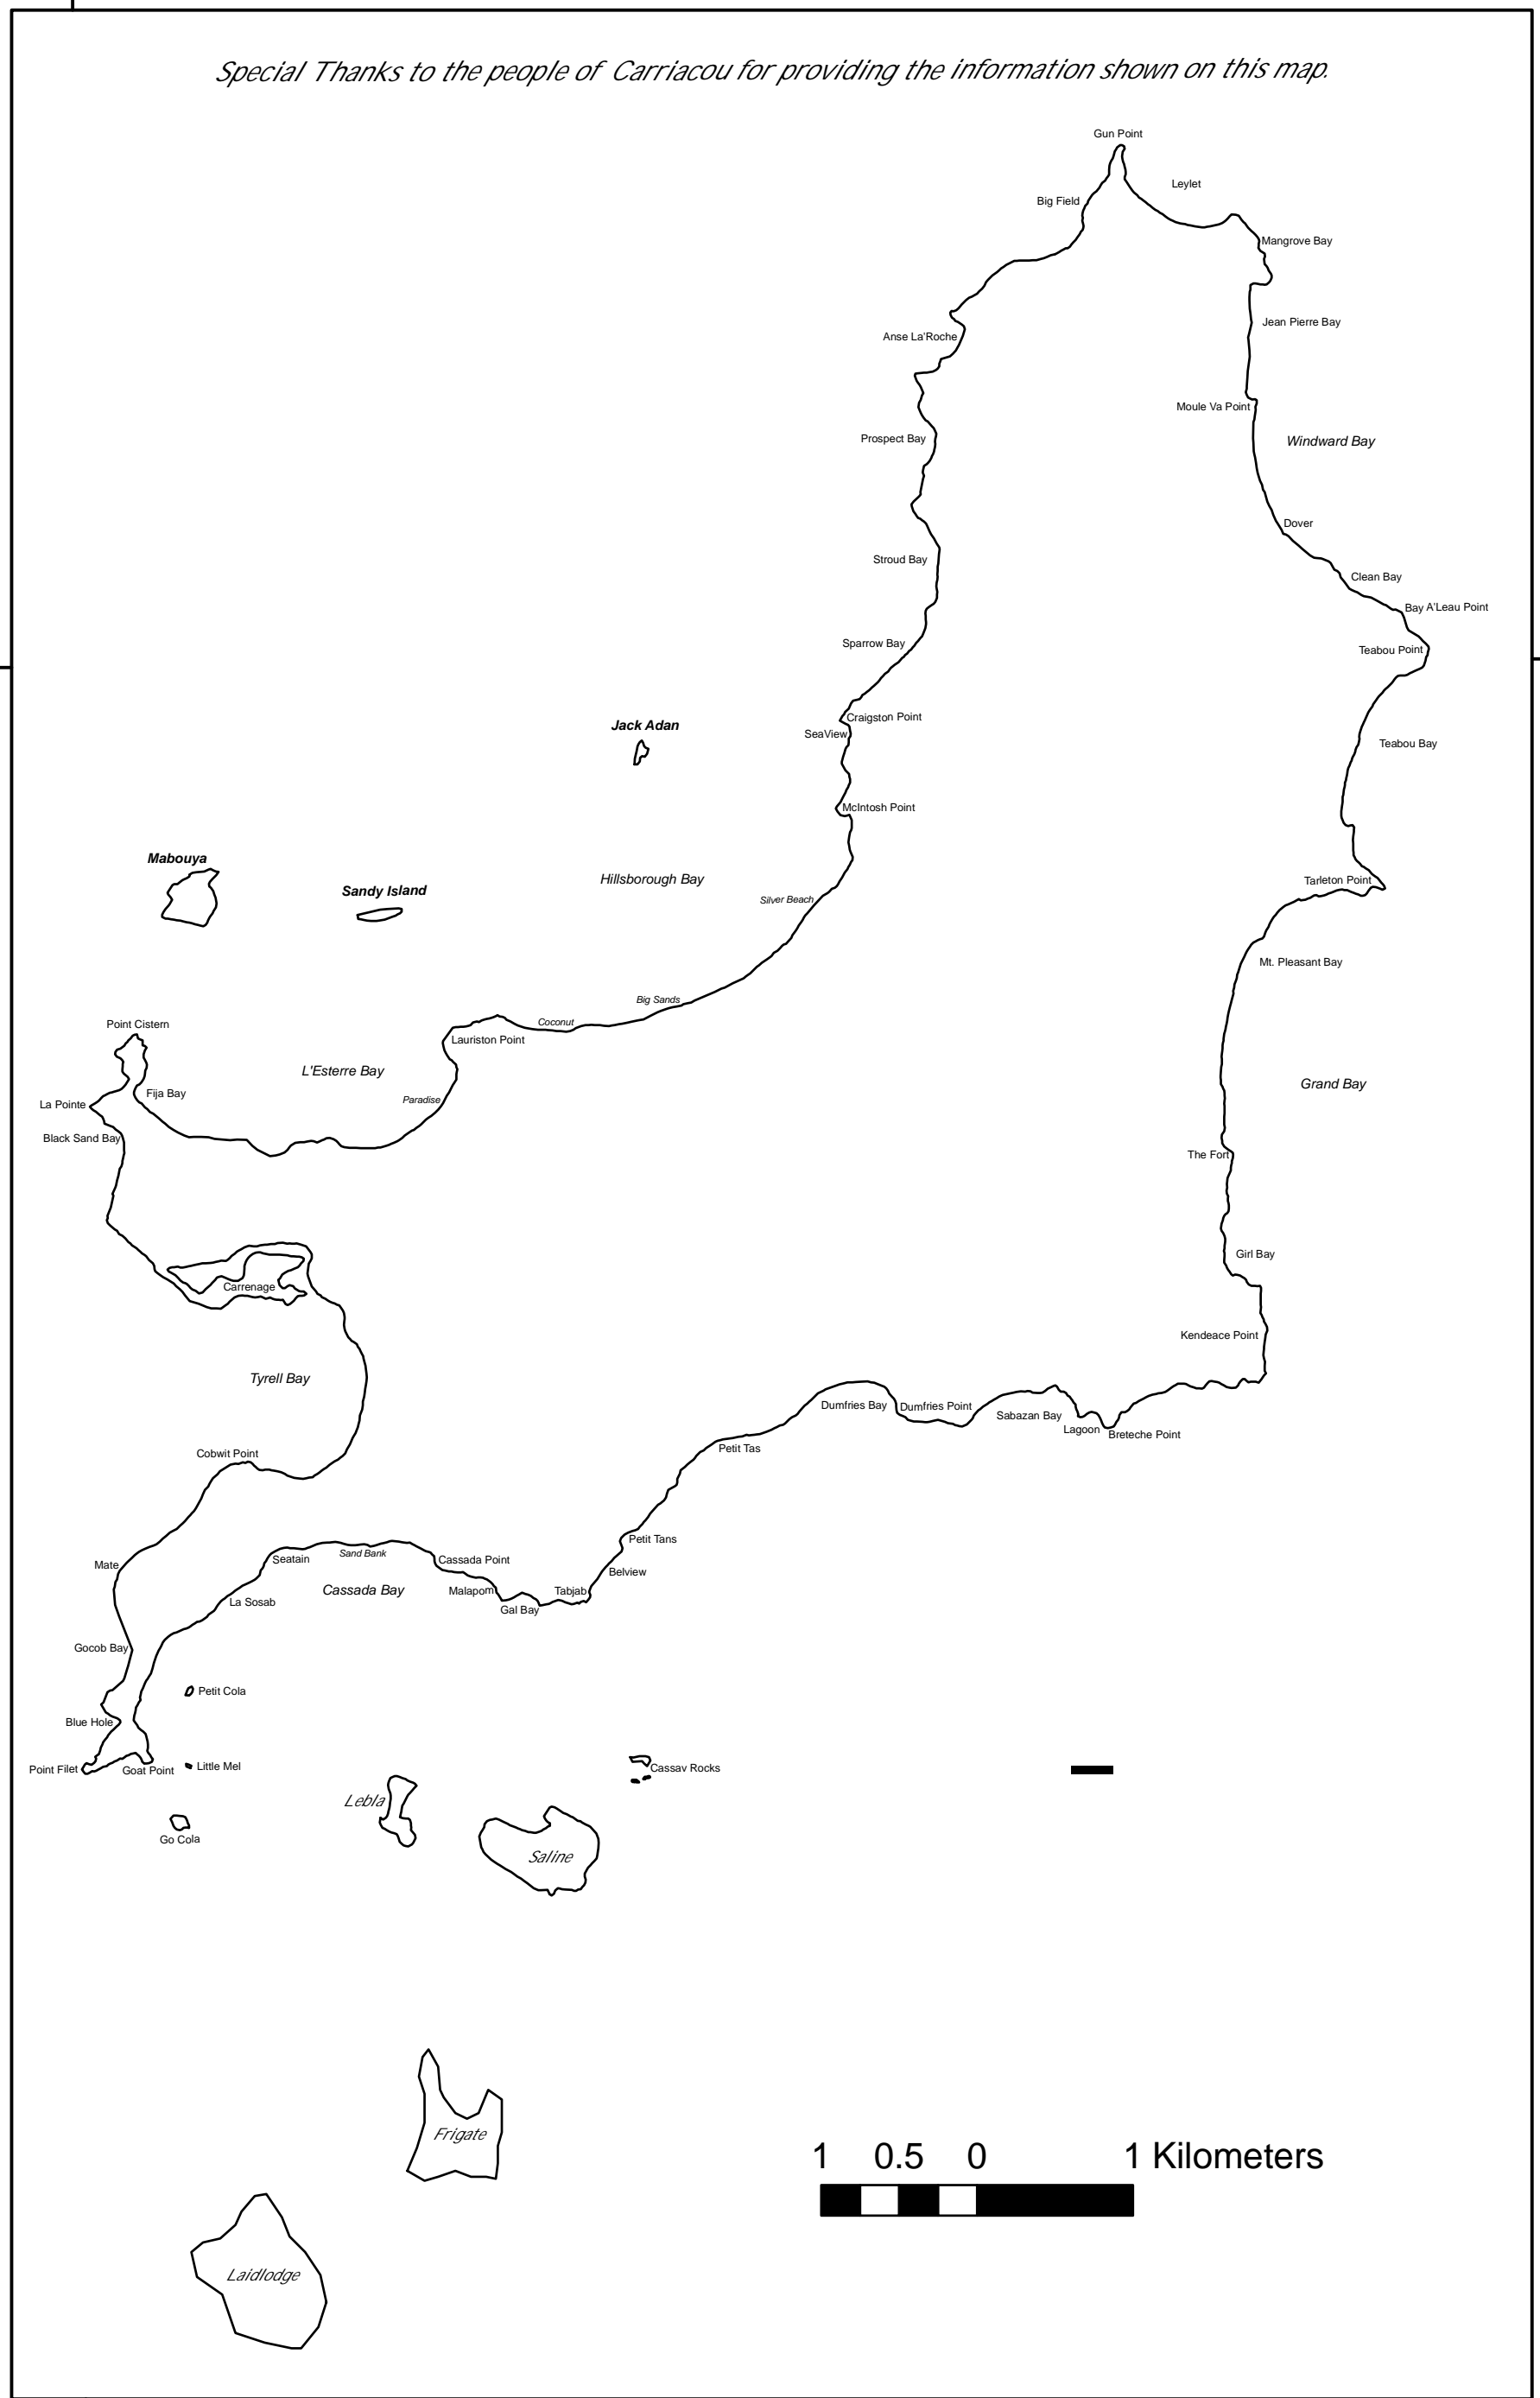 Special Thanks to the people of Carriacou for providing the information shown on this map.
Gun Point
Leylet
Big Field
Mangrove Bay
Jean Pierre Bay
Anse La'Roche
Moule Va Point
Prospect Bay
Windward Bay
Dover
Stroud Bay
Clean Bay
Bay A'Leau Point
Sparrow Bay
Teabou Point
Craigston Point
Jack Adan
SeaView
Teabou Bay
McIntosh Point
Mabouya
Hillsborough Bay
Tarleton Point
Sandy Island
Silver Beach
Mt. Pleasant Bay
Big Sands
Coconut
Point Cistern
Lauriston Point
L'Esterre Bay
Grand Bay
Fija Bay
Paradise
La Pointe
Black Sand Bay
The Fort
Girl Bay
Carrenage
Kendeace Point
Tyrell Bay
Dumfries Bay
Dumfries Point
Sabazan Bay
Lagoon
Breteche Point
Petit Tas
Cobwit Point
Petit Tans
Sand Bank
Seatain
Cassada Point
Mate
Belview
Cassada Bay
Malapom
Tabjab
La Sosab
Gal Bay
Gocob Bay
Petit Cola
Blue Hole
Little Mel
Cassav Rocks
Point Filet
Goat Point
Lebla
Go Cola
Saline
Frigate
1 0.5 0 1 Kilometers
Laidlodge